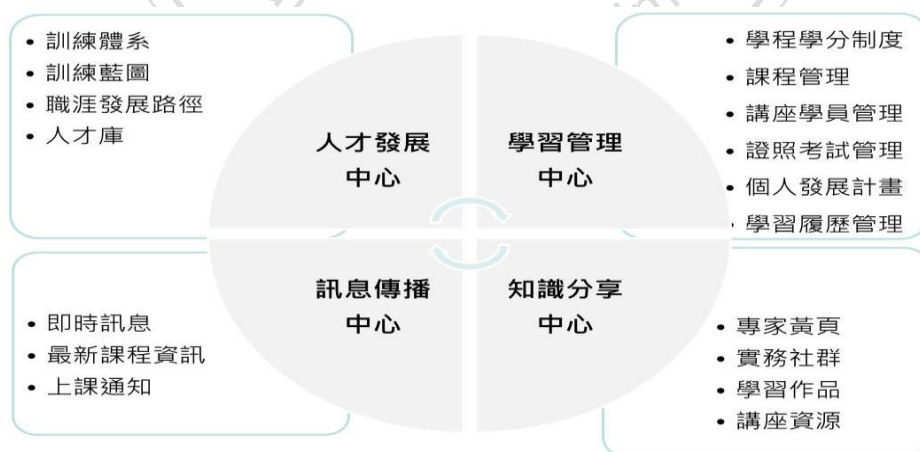 • 訓練體系
• 訓練藍圖
• 職涯發展路徑
• 人才庫
人才發展
中心
學習管理
中心
• 學程學分制度
• 課程管理
• 講座學員管理
• 證照考試管理
• 個人發展計畫
• 學習履歷管理
• 即時訊息
• 最新課程資訊
• 上課通知
訊息傳播
中心
知識分享
中心
• 專家黃頁
• 實務社群
• 學習作品
• 講座資源